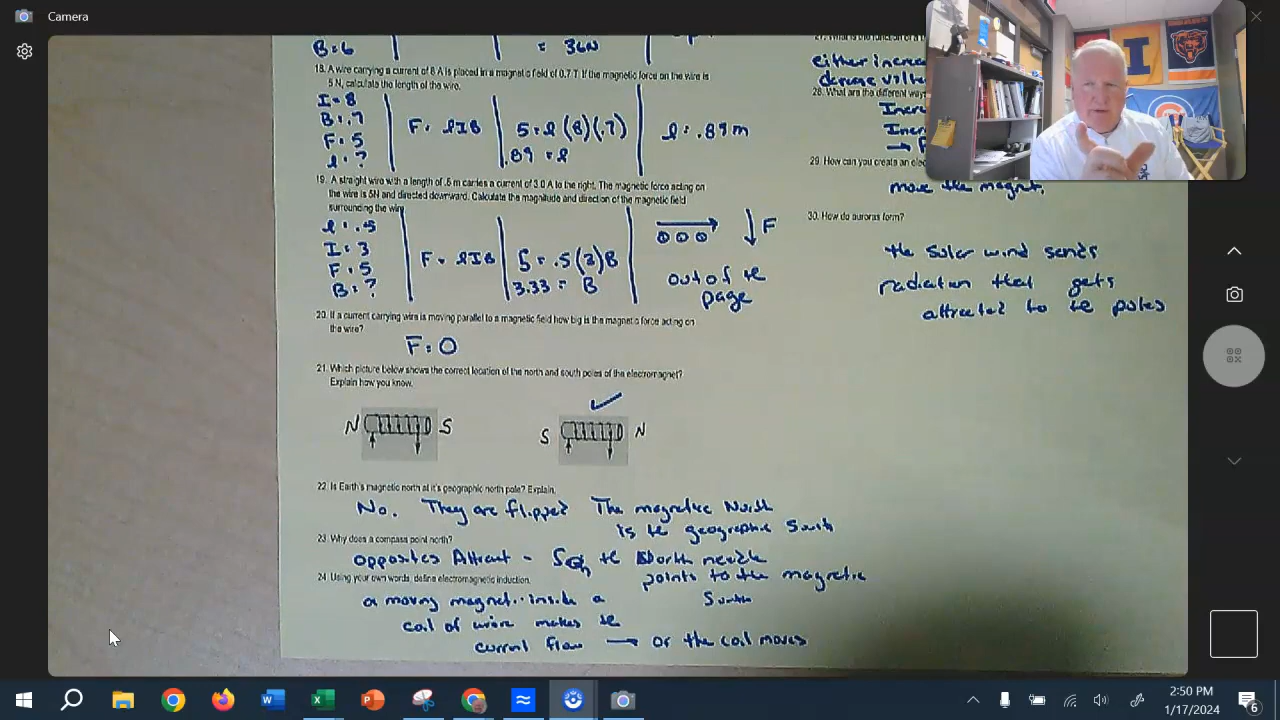 Camera
B=6
= 36N
18. A wire carrying a current of 8 A is placed in a magnetic field of 0.7 T. If the magnetic force on the wire is
5 N, calculate the length of the wire.
I = 8
B = .7
F = 5
l = ?
F = lIB
5 = l (8)(.7)
.89 = l
l = .89 m
19. A straight wire with a length of .5 m carries a current of 3.0 A to the right. The magnetic force acting on
the wire is 5N and directed downward. Calculate the magnitude and direction of the magnetic field
surrounding the wire
l = .5
I = 3
F = 5
B = ?
F = lIB
5 = .5(3)B
3.33 = B
F
out of the
page
20. If a current carrying wire is moving parallel to a magnetic field how big is the magnetic force acting on
the wire?
F = 0
21. Which picture below shows the correct location of the north and south poles of the electromagnet?
Explain how you know.
N S
S N
22. Is Earth's magnetic north at it's geographic north pole? Explain.
No. They are flipped The magnetic North
is the geographic South
23. Why does a compass point north?
opposites Attract - So the North needle
points to the magnetic
South
24. Using your own words, define electromagnetic induction.
a moving magnet inside a
coil of wire makes the
current flow → or the coil moves
27. What is the function of a
either increa
28. What are the different way
Incre
Incre
29. How can you create an ele
move the magnet.
30. How do auroras form?
the solar wind sends
radiation that gets
attracted to the poles
I
BEARS
2:50 PM
1/17/2024
6